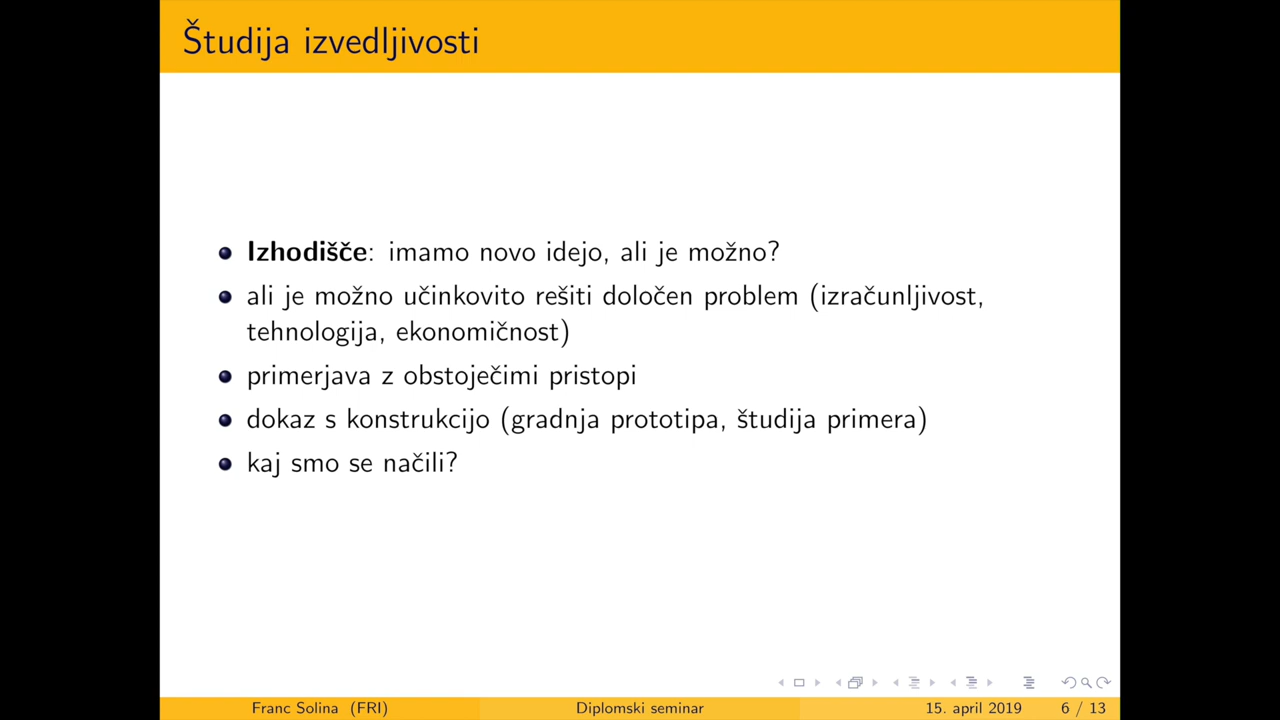 Študija izvedljivosti
Izhodišče: imamo novo idejo, ali je možno?
ali je možno učinkovito rešiti določen problem (izračunljivost,
tehnologija, ekonomičnost)
primerjava z obstoječimi pristopi
dokaz s konstrukcijo (gradnja prototipa, študija primera)
kaj smo se načili?
Franc Solina (FRI) Diplomski seminar 15. april 2019 6 / 13